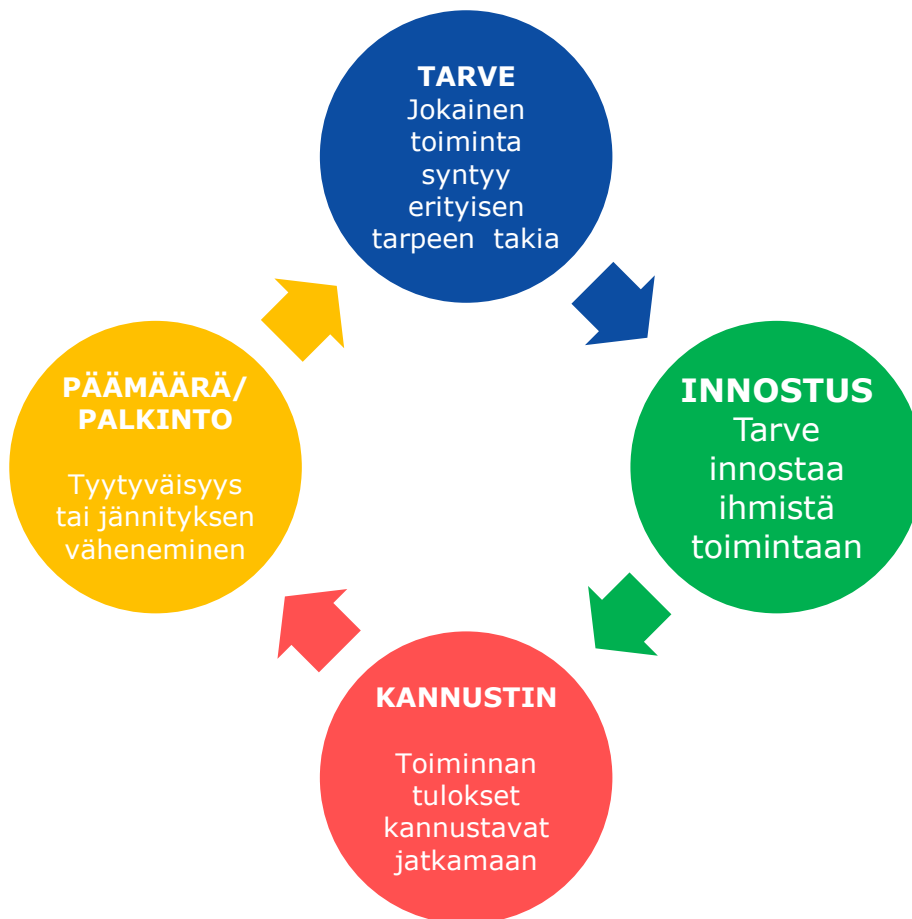 TARVE
Jokainen
toiminta
syntyy
erityisen
tarpeen takia
INNOSTUS
Tarve
innostaa
ihmistä
toimintaan
KANNUSTIN
Toiminnan
tulokset
kannustavat
jatkamaan
PÄÄMÄÄRÄ/
PALKINTO
Tyytyväisyys
tai jännityksen
väheneminen